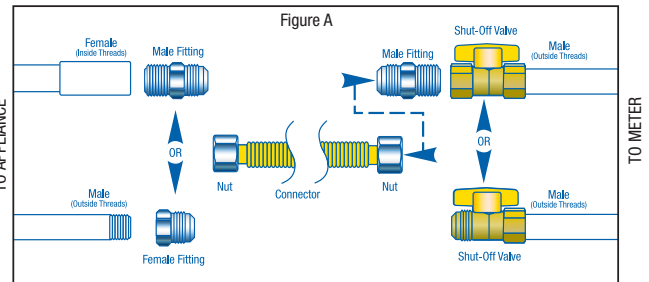 Figure A
Shut-Off Valve
Female
(Inside Threads)
Male Fitting
Male Fitting
Male
(Outside Threads)
TO APPLIANCE
TO METER
OR
OR
Nut
Connector
Nut
Male
(Outside Threads)
Male
(Outside Threads)
Female Fitting
Shut-Off Valve